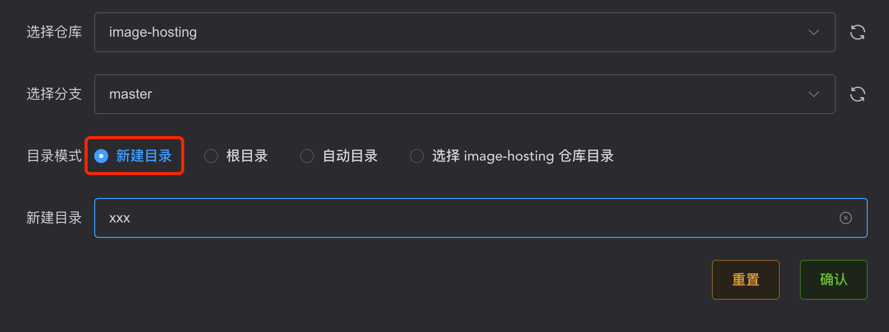 选择仓库 image-hosting
选择分支 master
目录模式 新建目录 根目录 自动目录 选择 image-hosting 仓库目录
新建目录 xxx
重置 确认